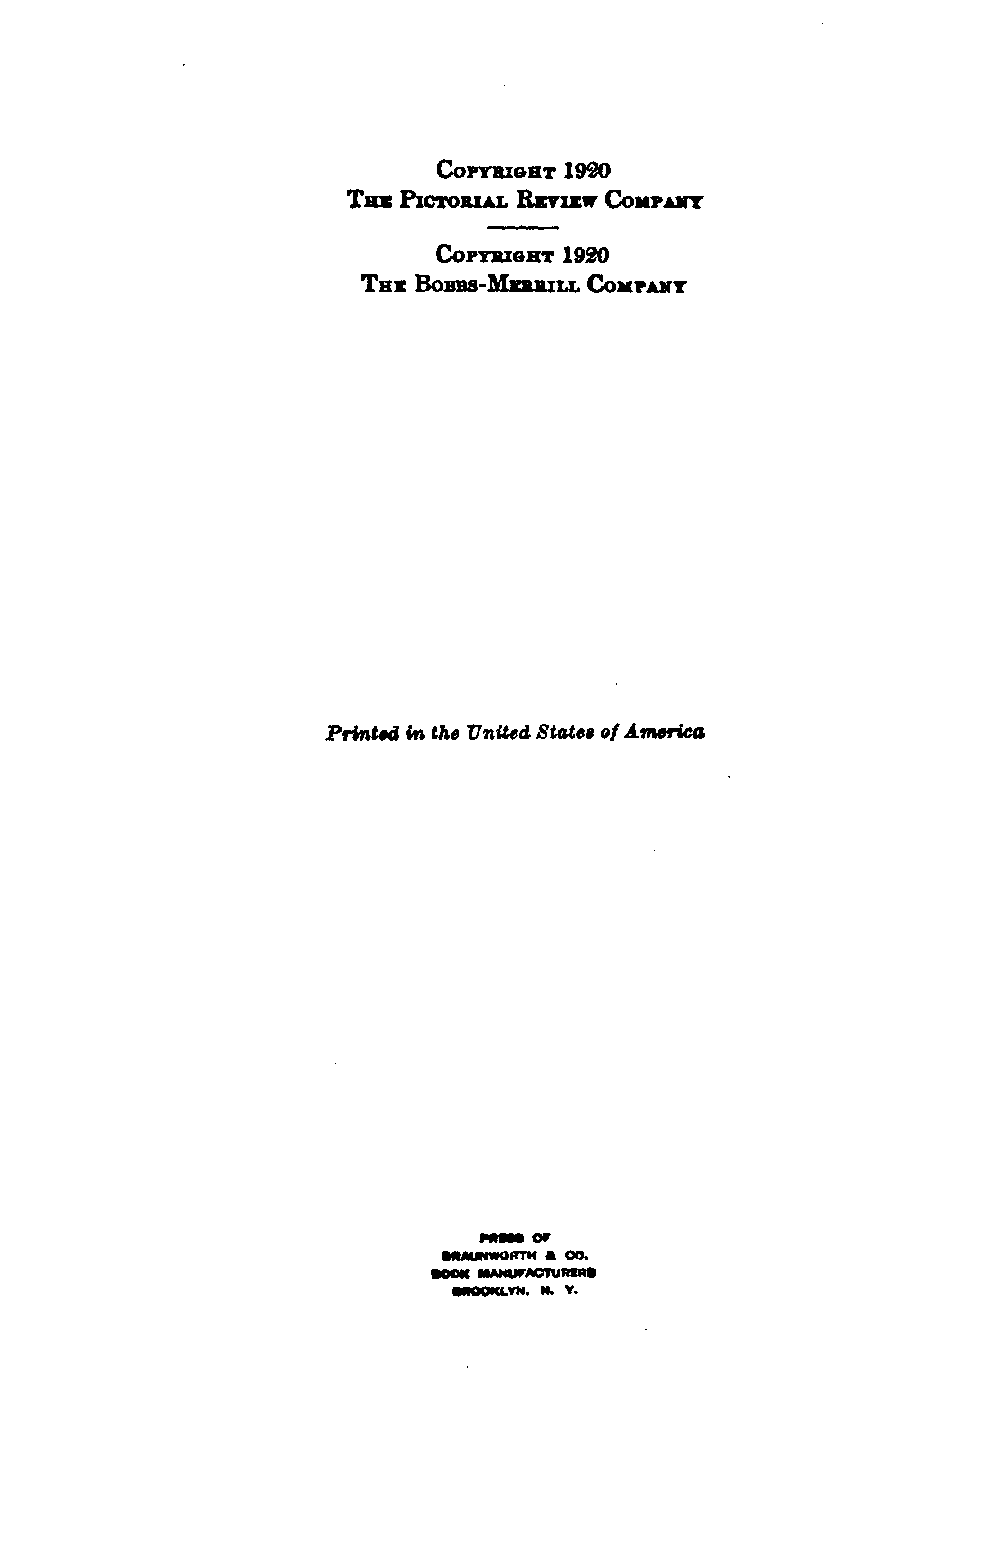 Copyright 1920
The Pictorial Review Company
Copyright 1920
The Bobbs-Merrill Company
Printed in the United States of America
PRESS OF
BRAUNWORTH & CO.
BOOK MANUFACTURERS
BROOKLYN, N. Y.